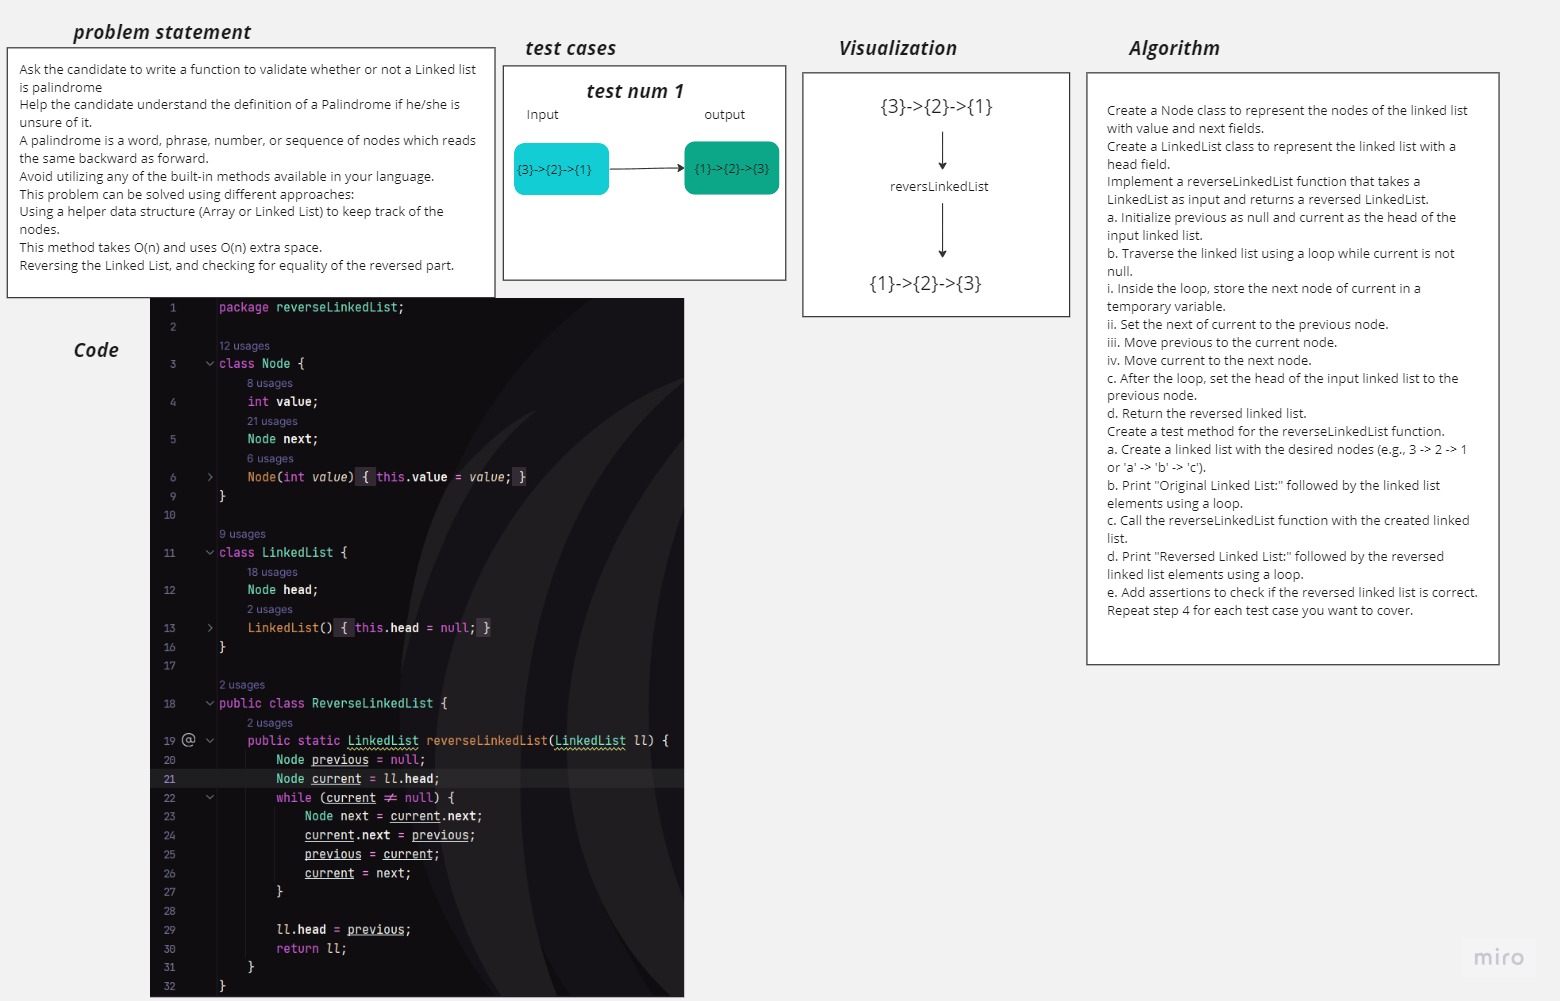 problem statement
Ask the candidate to write a function to validate whether or not a Linked list
is palindrome
Help the candidate understand the definition of a Palindrome if he/she is
unsure of it.
A palindrome is a word, phrase, number, or sequence of nodes which reads
the same backward as forward.
Avoid utilizing any of the built-in methods available in your language.
This problem can be solved using different approaches:
Using a helper data structure (Array or Linked List) to keep track of the
nodes.
This method takes O(n) and uses O(n) extra space.
Reversing the Linked List, and checking for equality of the reversed part.
test cases
test num 1
Input
output
{3}->{2}->{1}
{1}->{2}->{3}
Visualization
{3}->{2}->{1}
reversLinkedList
{1}->{2}->{3}
Algorithm
Create a Node class to represent the nodes of the linked list
with value and next fields.
Create a LinkedList class to represent the linked list with a
head field.
Implement a reverseLinkedList function that takes a
LinkedList as input and returns a reversed LinkedList.
a. Initialize previous as null and current as the head of the
input linked list.
b. Traverse the linked list using a loop while current is not
null.
i. Inside the loop, store the next node of current in a
temporary variable.
ii. Set the next of current to the previous node.
iii. Move previous to the current node.
iv. Move current to the next node.
c. After the loop, set the head of the input linked list to the
previous node.
d. Return the reversed linked list.
Create a test method for the reverseLinkedList function.
a. Create a linked list with the desired nodes (e.g., 3 -> 2 -> 1
or 'a' -> 'b' -> 'c').
b. Print "Original Linked List:" followed by the linked list
elements using a loop.
c. Call the reverseLinkedList function with the created linked
list.
d. Print "Reversed Linked List:" followed by the reversed
linked list elements using a loop.
e. Add assertions to check if the reversed linked list is correct.
Repeat step 4 for each test case you want to cover.
Code
1 package reverseLinkedList;
2
12 usages
3 class Node {
8 usages
4 int value;
21 usages
5 Node next;
6 usages
6 Node(int value) { this.value = value; }
9 }
10
9 usages
11 class LinkedList {
18 usages
12 Node head;
2 usages
13 LinkedList() { this.head = null; }
16 }
17
2 usages
18 public class ReverseLinkedList {
2 usages
19 @ public static LinkedList reverseLinkedList(LinkedList ll) {
20 Node previous = null;
21 Node current = ll.head;
22 while (current ≠ null) {
23 Node next = current.next;
24 current.next = previous;
25 previous = current;
26 current = next;
27 }
28
29 ll.head = previous;
30 return ll;
31 }
32 }
miro